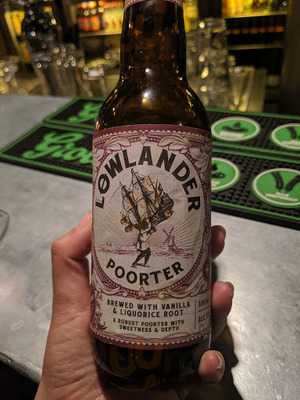 LØWLANDER
POORTER
BREWED WITH VANILLA
& LIQUORICE ROOT
A ROBUST POORTER WITH
SWEETNESS & DEPTH